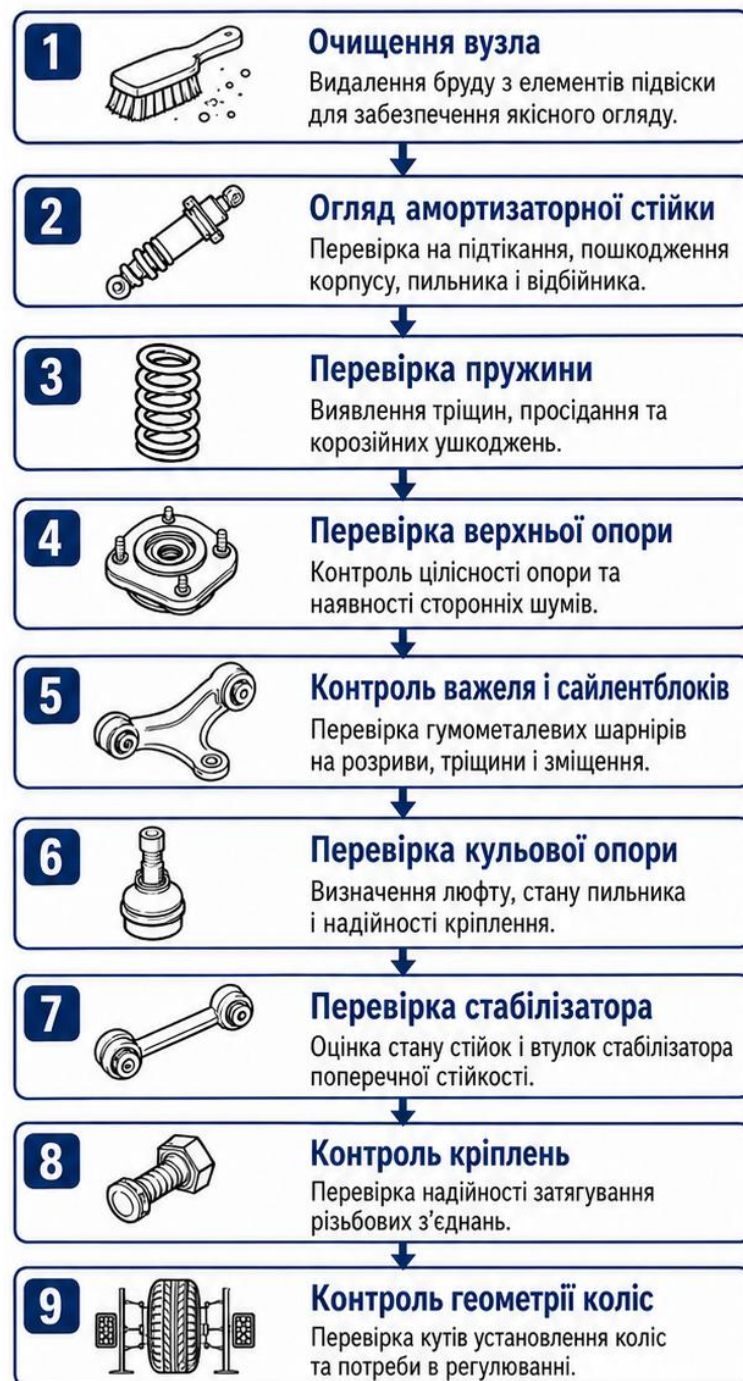 1
Очищення вузла
Видалення бруду з елементів підвіски
для забезпечення якісного огляду.
2
Огляд амортизаторної стійки
Перевірка на підтікання, пошкодження
корпусу, пильника і відбійника.
3
Перевірка пружини
Виявлення тріщин, просідання та
корозійних ушкоджень.
4
Перевірка верхньої опори
Контроль цілісності опори та
наявності сторонніх шумів.
5
Контроль важеля і сайлентблоків
Перевірка гумометалевих шарнірів
на розриви, тріщини і зміщення.
6
Перевірка кульової опори
Визначення люфту, стану пильника
і надійності кріплення.
7
Перевірка стабілізатора
Оцінка стану стійок і втулок стабілізатора
поперечної стійкості.
8
Контроль кріплень
Перевірка надійності затягування
різьбових з’єднань.
9
Контроль геометрії коліс
Перевірка кутів установлення коліс
та потреби в регулюванні.